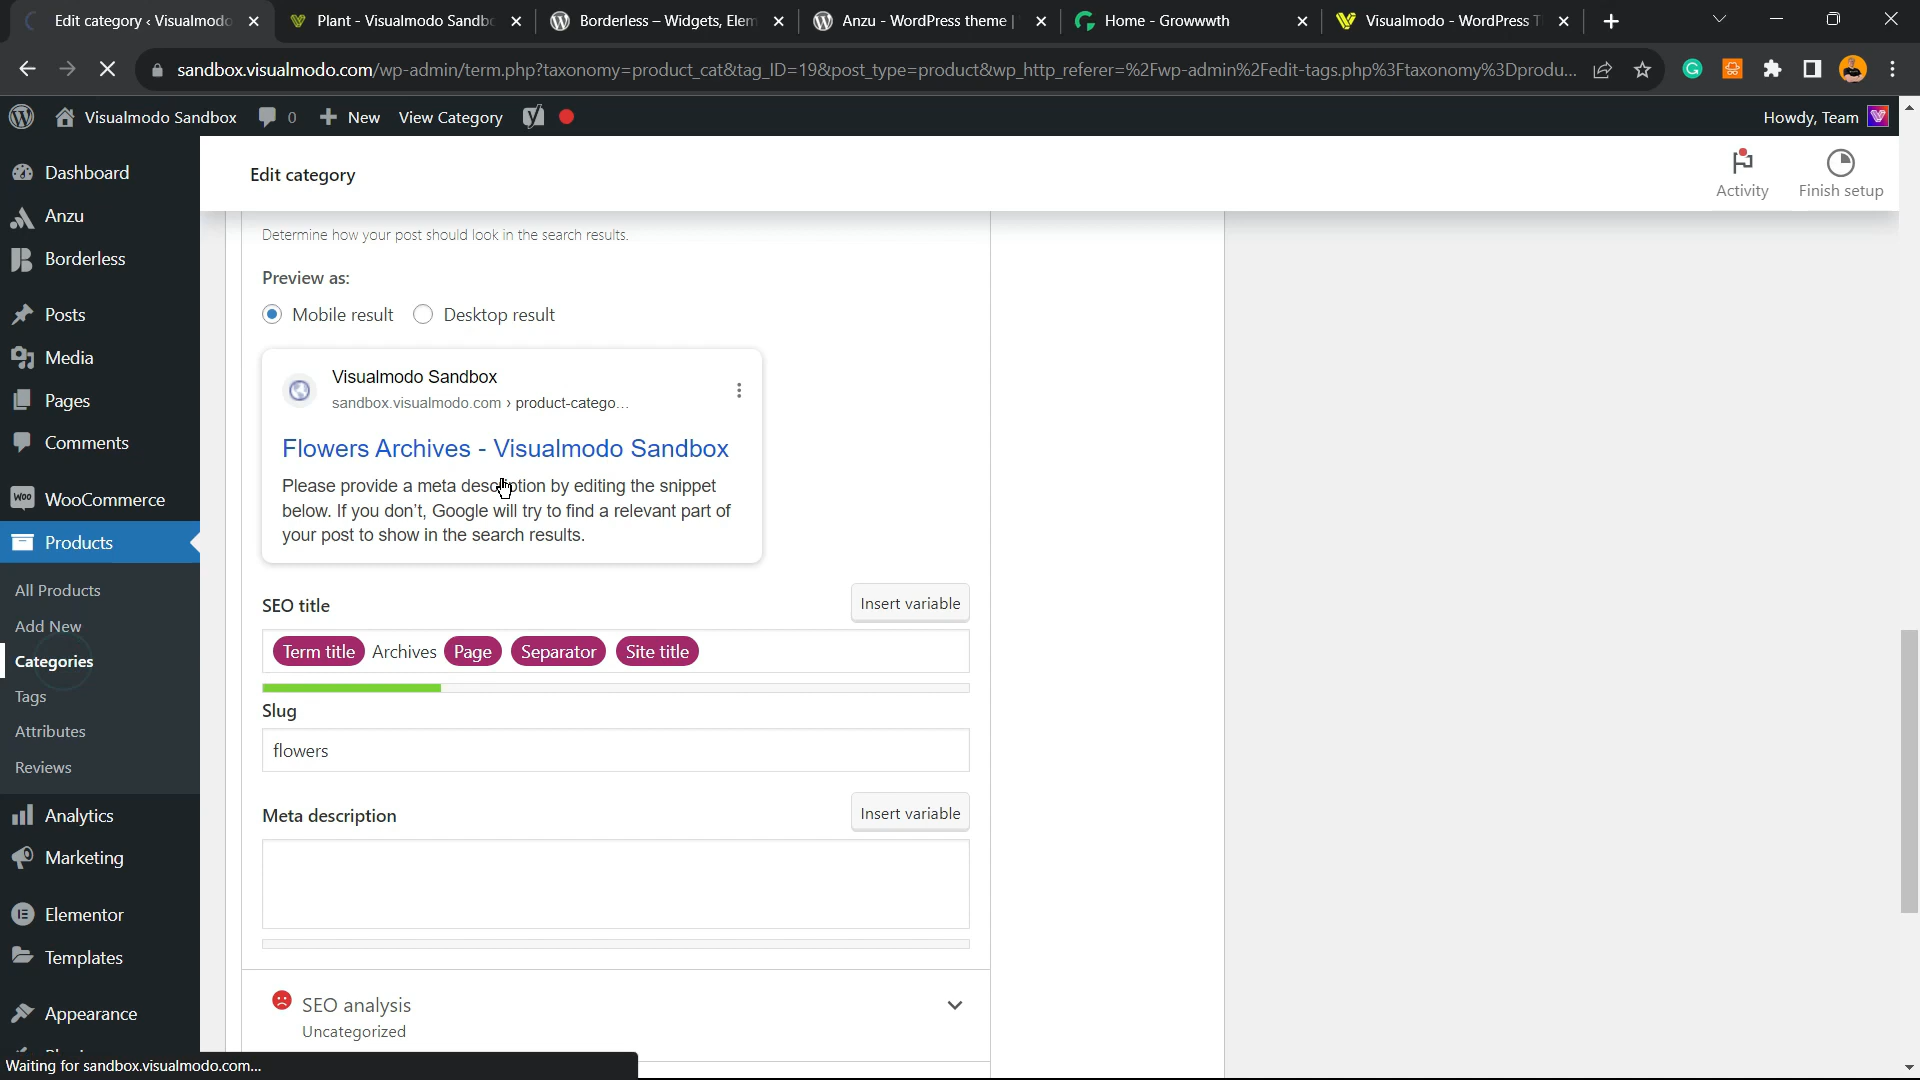 Edit category ‹ Visualmodo
Plant - Visualmodo Sandbo
Borderless – Widgets, Elem
Anzu - WordPress theme |
Home - Growwwth
Visualmodo - WordPress T
sandbox.visualmodo.com/wp-admin/term.php?taxonomy=product_cat&tag_ID=19&post_type=product&wp_http_referer=%2Fwp-admin%2Fedit-tags.php%3Ftaxonomy%3Dprodu...
Visualmodo Sandbox
0
New
View Category
Howdy, Team
Dashboard
Anzu
Borderless
Posts
Media
Pages
Comments
WooCommerce
Products
All Products
Add New
Categories
Tags
Attributes
Reviews
Analytics
Marketing
Elementor
Templates
Appearance
Edit category
Activity
Finish setup
Determine how your post should look in the search results.
Preview as:
Mobile result
Desktop result
Visualmodo Sandbox
sandbox.visualmodo.com › product-catego...
Flowers Archives - Visualmodo Sandbox
Please provide a meta description by editing the snippet
below. If you don't, Google will try to find a relevant part of
your post to show in the search results.
SEO title
Insert variable
Term title Archives Page Separator Site title
Slug
flowers
Meta description
Insert variable
SEO analysis
Uncategorized
Waiting for sandbox.visualmodo.com...